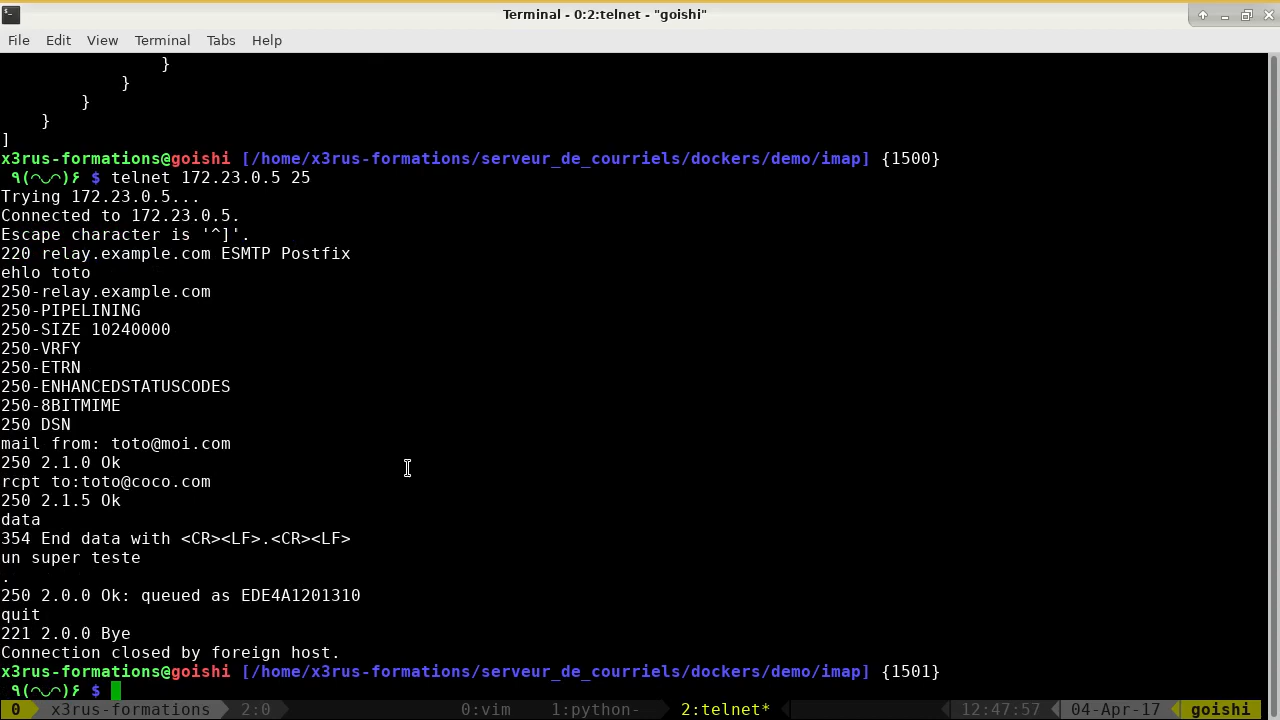 Terminal - 0:2:telnet - "goishi"
File Edit View Terminal Tabs Help
}
}
}
}
]
x3rus-formations@goishi [/home/x3rus-formations/serveur_de_courriels/dockers/demo/imap] {1500}
٩(◠◡◠)۶ $ telnet 172.23.0.5 25
Trying 172.23.0.5...
Connected to 172.23.0.5.
Escape character is '^]'.
220 relay.example.com ESMTP Postfix
ehlo toto
250-relay.example.com
250-PIPELINING
250-SIZE 10240000
250-VRFY
250-ETRN
250-ENHANCEDSTATUSCODES
250-8BITMIME
250 DSN
mail from: toto@moi.com
250 2.1.0 Ok
rcpt to:toto@coco.com
250 2.1.5 Ok
data
354 End data with <CR><LF>.<CR><LF>
un super teste
.
250 2.0.0 Ok: queued as EDE4A1201310
quit
221 2.0.0 Bye
Connection closed by foreign host.
x3rus-formations@goishi [/home/x3rus-formations/serveur_de_courriels/dockers/demo/imap] {1501}
٩(◠◡◠)۶ $
0 x3rus-formations 2:0 0:vim 1:python- 2:telnet* 12:47:57 04-Apr-17 goishi